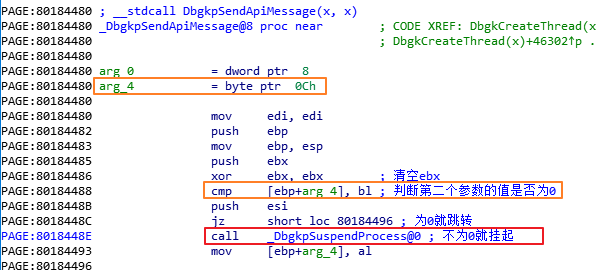 PAGE:80184480 ; __stdcall DbgkpSendApiMessage(x, x)
PAGE:80184480 _DbgkpSendApiMessage@8 proc near ; CODE XREF: DbgkCreateThread(x
PAGE:80184480 ; DbgkCreateThread(x)+46302↑p .
PAGE:80184480
PAGE:80184480 arg_0 = dword ptr 8
PAGE:80184480 arg_4 = byte ptr 0Ch
PAGE:80184480
PAGE:80184480 mov edi, edi
PAGE:80184482 push ebp
PAGE:80184483 mov ebp, esp
PAGE:80184485 push ebx
PAGE:80184486 xor ebx, ebx ; 清空ebx
PAGE:80184488 cmp [ebp+arg_4], bl ; 判断第二个参数的值是否为0
PAGE:8018448B push esi
PAGE:8018448C jz short loc_80184496 ; 为0就跳转
PAGE:8018448E call _DbgkpSuspendProcess@0 ; 不为0就挂起
PAGE:80184493 mov [ebp+arg_4], al
PAGE:80184496